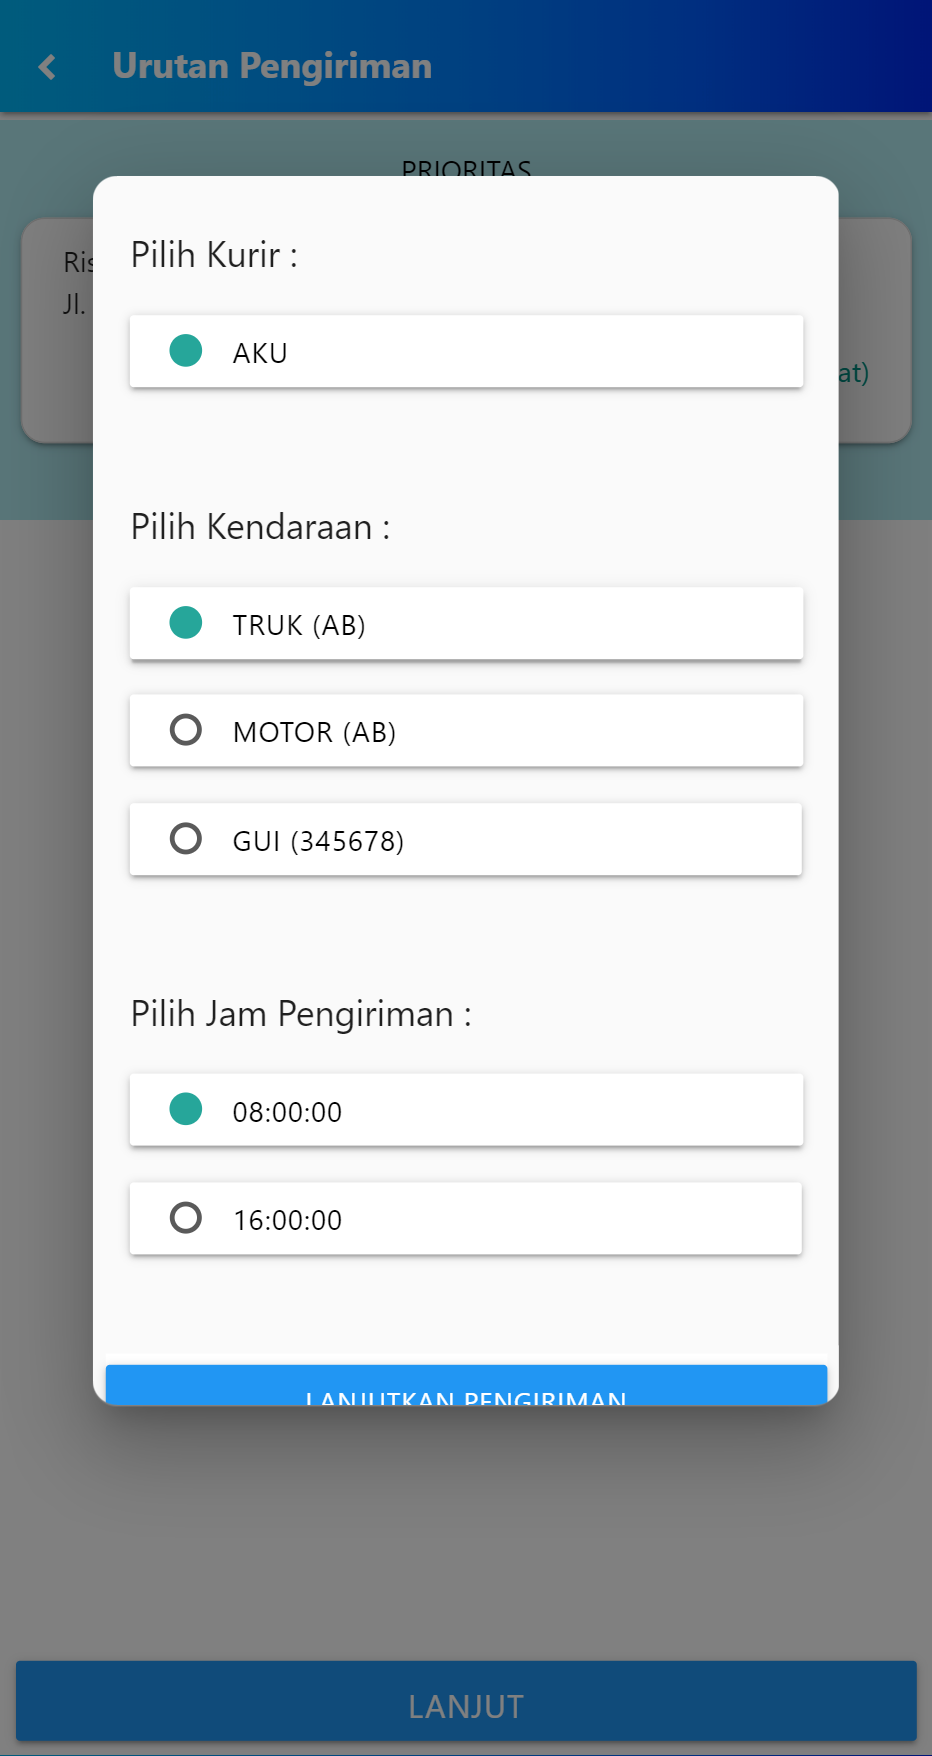 Urutan Pengiriman
PRIORITAS
Jl.
at)
Pilih Kurir :
AKU
Pilih Kendaraan :
TRUK (AB)
MOTOR (AB)
GUI (345678)
Pilih Jam Pengiriman :
08:00:00
16:00:00
LANJUTKAN PENGIRIMAN
LANJUT